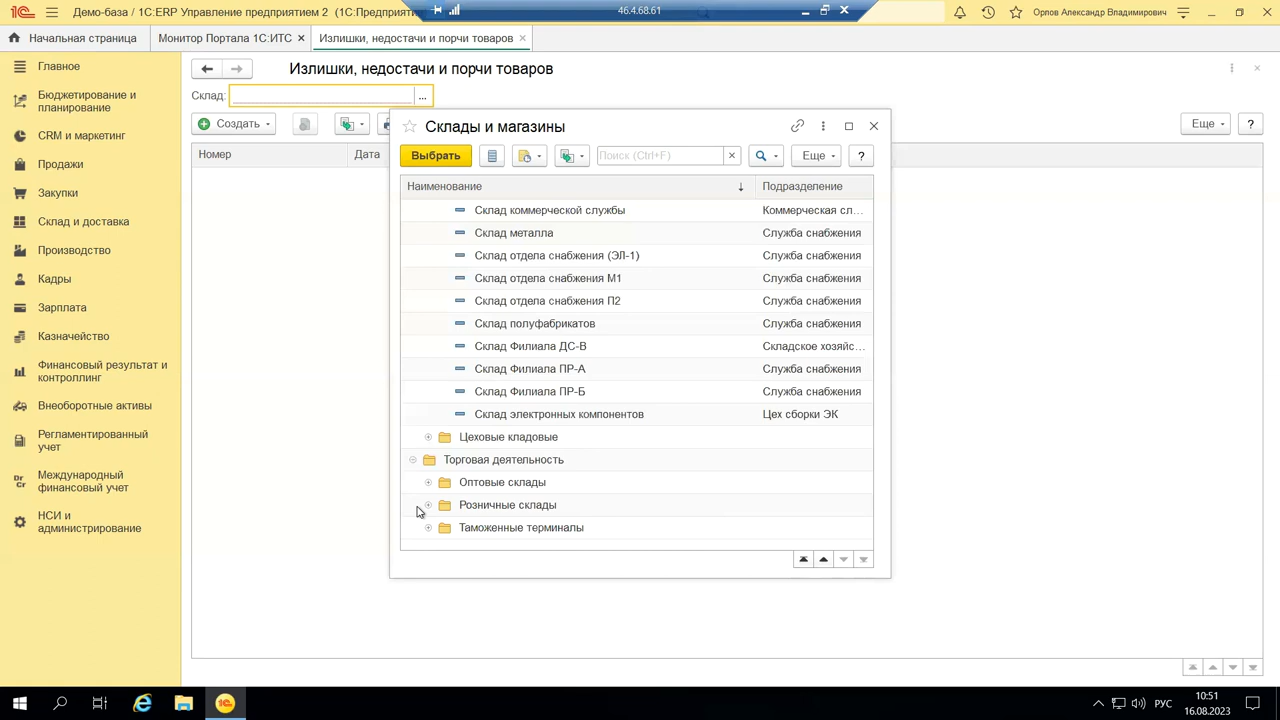 Демо-база / 1С:ERP Управление предприятием 2 (1С:Предприяти
46.4.68.61
Орлов Александр Владимирович
Начальная страница
Монитор Портала 1С:ИТС ×
Излишки, недостачи и порчи товаров ×
Главное
Бюджетирование и
планирование
CRM и маркетинг
Продажи
Закупки
Склад и доставка
Производство
Кадры
Зарплата
Казначейство
Финансовый результат и
контроллинг
Внеоборотные активы
Регламентированный
учет
Международный
финансовый учет
НСИ и
администрирование
Излишки, недостачи и порчи товаров
Склад: ...
Создать
Еще ?
Номер Дата
Склады и магазины
Выбрать Поиск (Ctrl+F) × Еще ?
Наименование ↓ Подразделение
Склад коммерческой службы Коммерческая сл...
Склад металла Служба снабжения
Склад отдела снабжения (ЭЛ-1) Служба снабжения
Склад отдела снабжения М1 Служба снабжения
Склад отдела снабжения П2 Служба снабжения
Склад полуфабрикатов Служба снабжения
Склад Филиала ДС-В Складское хозяйс...
Склад Филиала ПР-А Служба снабжения
Склад Филиала ПР-Б Служба снабжения
Склад электронных компонентов Цех сборки ЭК
Цеховые кладовые
Торговая деятельность
Оптовые склады
Розничные склады
Таможенные терминалы
РУС
10:51
16.08.2023